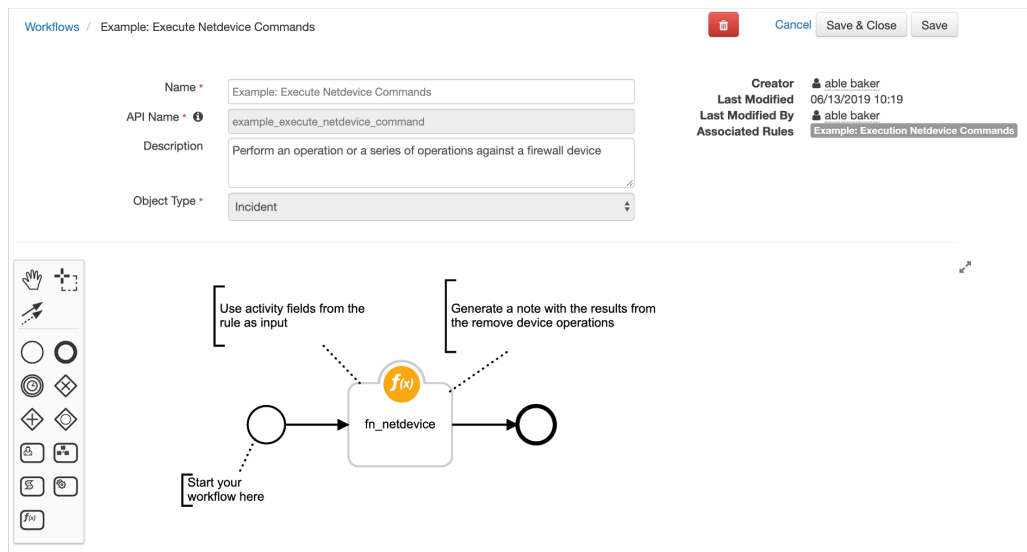 Workflows / Example: Execute Netdevice Commands
Cancel
Save & Close
Save
Name *
Example: Execute Netdevice Commands
API Name *
example_execute_netdevice_command
Description
Perform an operation or a series of operations against a firewall device
Object Type *
Incident
Creator able baker
Last Modified 06/13/2019 10:19
Last Modified By able baker
Associated Rules Example: Execution Netdevice Commands
Use activity fields from the
rule as input
Generate a note with the results from
the remove device operations
f(x)
fn_netdevice
Start your
workflow here
f(x)